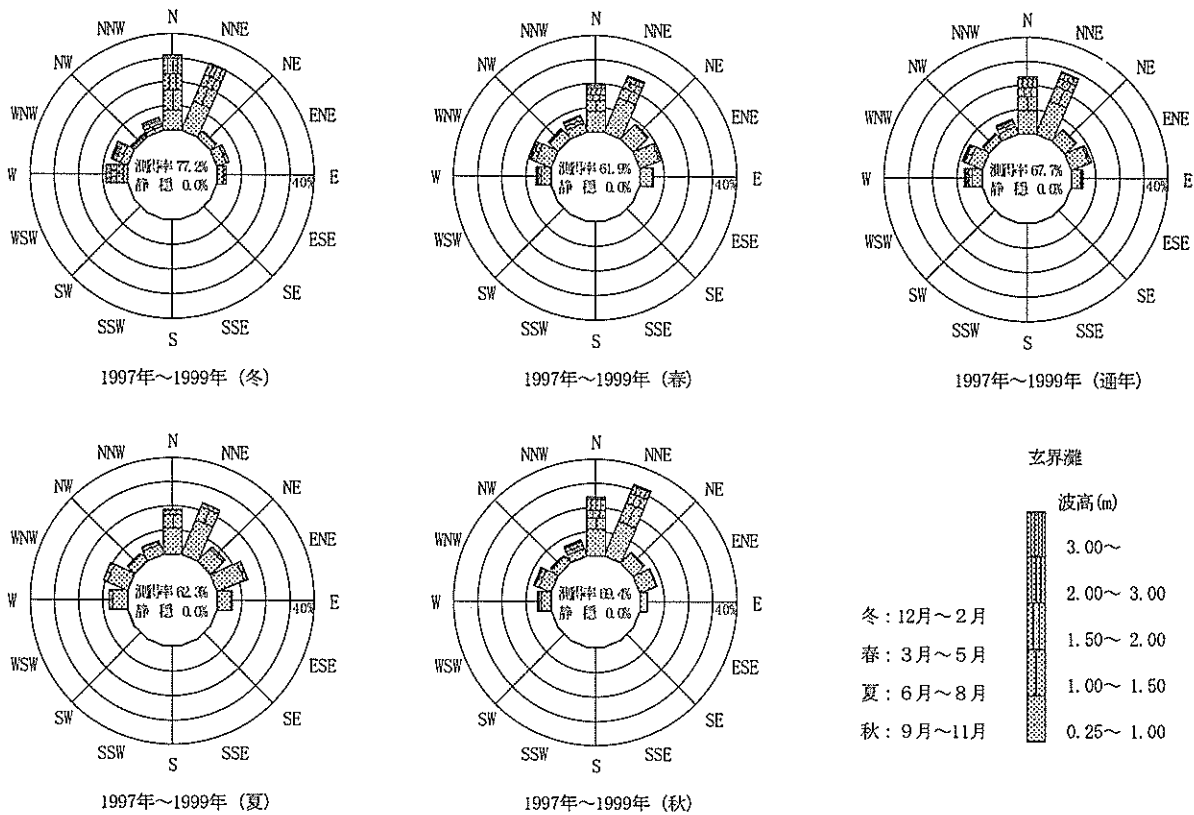 N
NNW NNE
NW NE
WNW ENE
測得率 77.2%
静 穏 0.0%
W 40% E
WSW ESE
SW SE
SSW SSE
S
1997年～1999年 (冬)
N
NNW NNE
NW NE
WNW ENE
測得率 61.9%
静 穏 0.0%
W 40% E
WSW ESE
SW SE
SSW SSE
S
1997年～1999年 (春)
N
NNW NNE
NW NE
WNW ENE
測得率 67.7%
静 穏 0.0%
W 40% E
WSW ESE
SW SE
SSW SSE
S
1997年～1999年 (通年)
N
NNW NNE
NW NE
WNW ENE
測得率 62.3%
静 穏 0.0%
W 40% E
WSW ESE
SW SE
SSW SSE
S
1997年～1999年 (夏)
N
NNW NNE
NW NE
WNW ENE
測得率
静 穏 0.0%
W 40% E
WSW ESE
SW SE
SSW SSE
S
1997年～1999年 (秋)
冬：12月～2月
春：3月～5月
夏：6月～8月
秋：9月～11月
玄界灘
波高(m)
3.00～
2.00～ 3.00
1.50～ 2.00
1.00～ 1.50
0.25～ 1.00